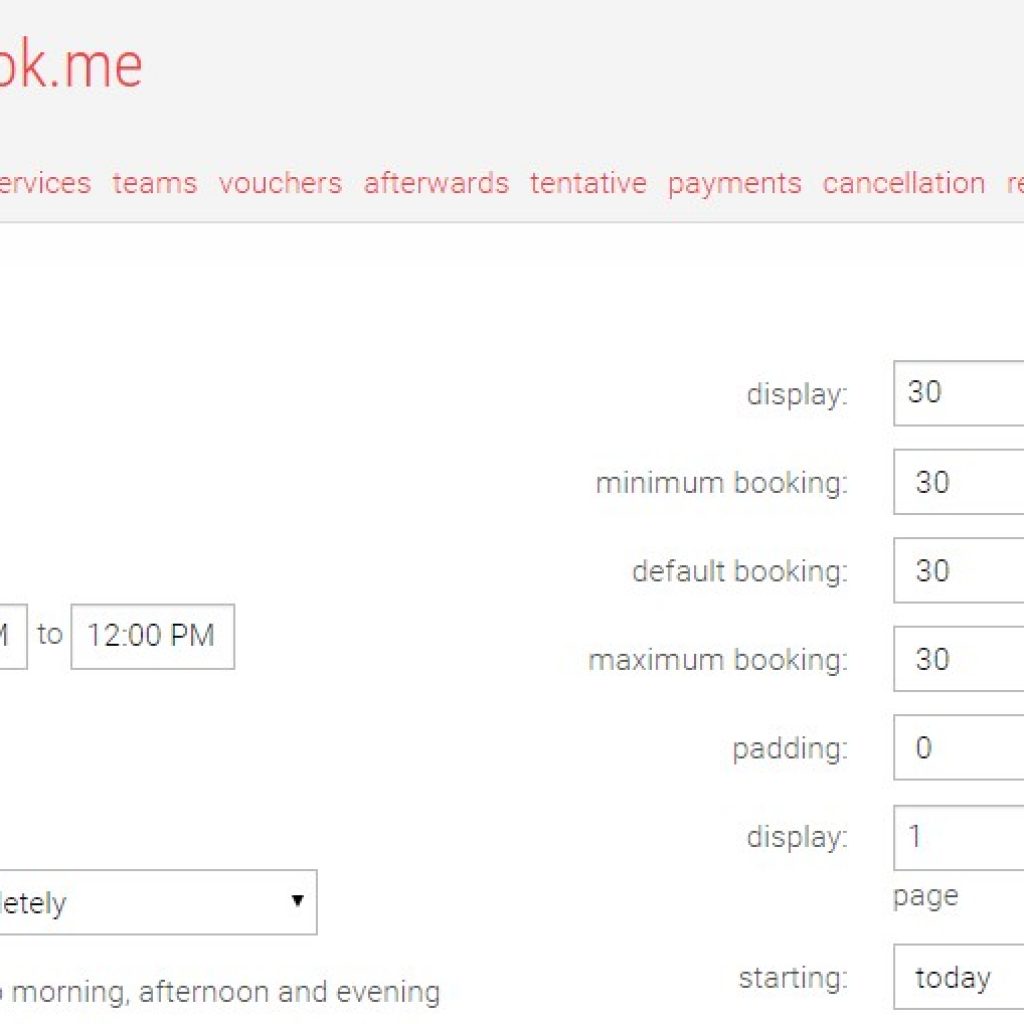 ok.me
ervices teams vouchers afterwards tentative payments cancellation re
display: 30
minimum booking: 30
default booking: 30
M to 12:00 PM
maximum booking: 30
padding: 0
display: 1
page
letely
starting: today
o morning, afternoon and evening